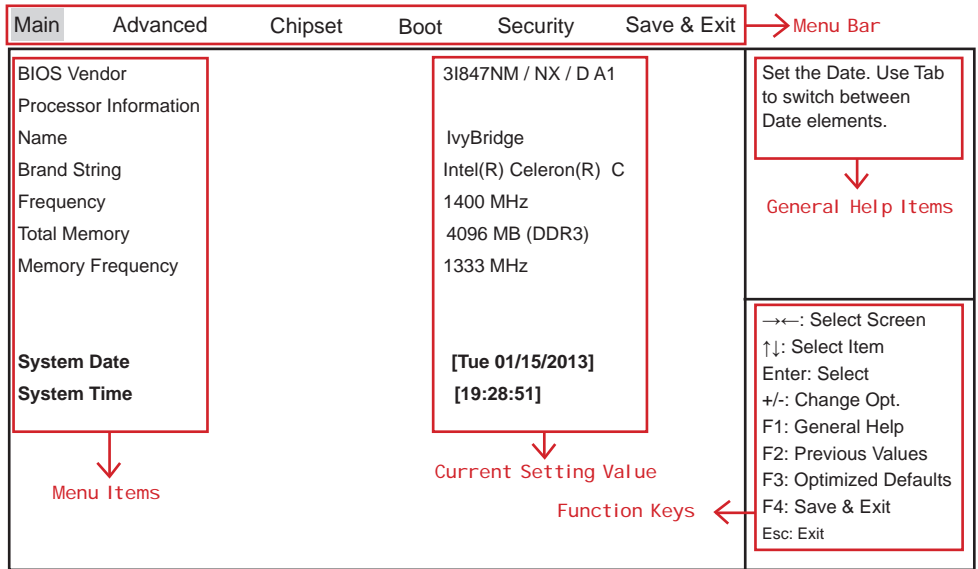 Main Advanced Chipset Boot Security Save & Exit Menu Bar
BIOS Vendor 3I847NM / NX / D A1
Processor Information
Name IvyBridge
Brand String Intel(R) Celeron(R) C
Frequency 1400 MHz
Total Memory 4096 MB (DDR3)
Memory Frequency 1333 MHz
System Date [Tue 01/15/2013]
System Time [19:28:51]
Menu Items
Current Setting Value
Set the Date. Use Tab
to switch between
Date elements.
General Help Items
→←: Select Screen
↑↓: Select Item
Enter: Select
+/-: Change Opt.
F1: General Help
F2: Previous Values
F3: Optimized Defaults
F4: Save & Exit
Esc: Exit
Function Keys